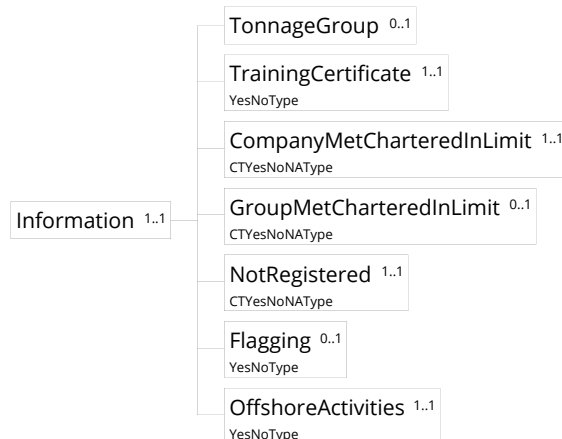 TonnageGroup 0..1
TrainingCertificate 1..1
YesNoType
CompanyMetCharteredInLimit 1..1
CTYesNoNAType
Information 1..1
GroupMetCharteredInLimit 0..1
CTYesNoNAType
NotRegistered 1..1
CTYesNoNAType
Flagging 0..1
YesNoType
OffshoreActivities 1..1
YesNoType